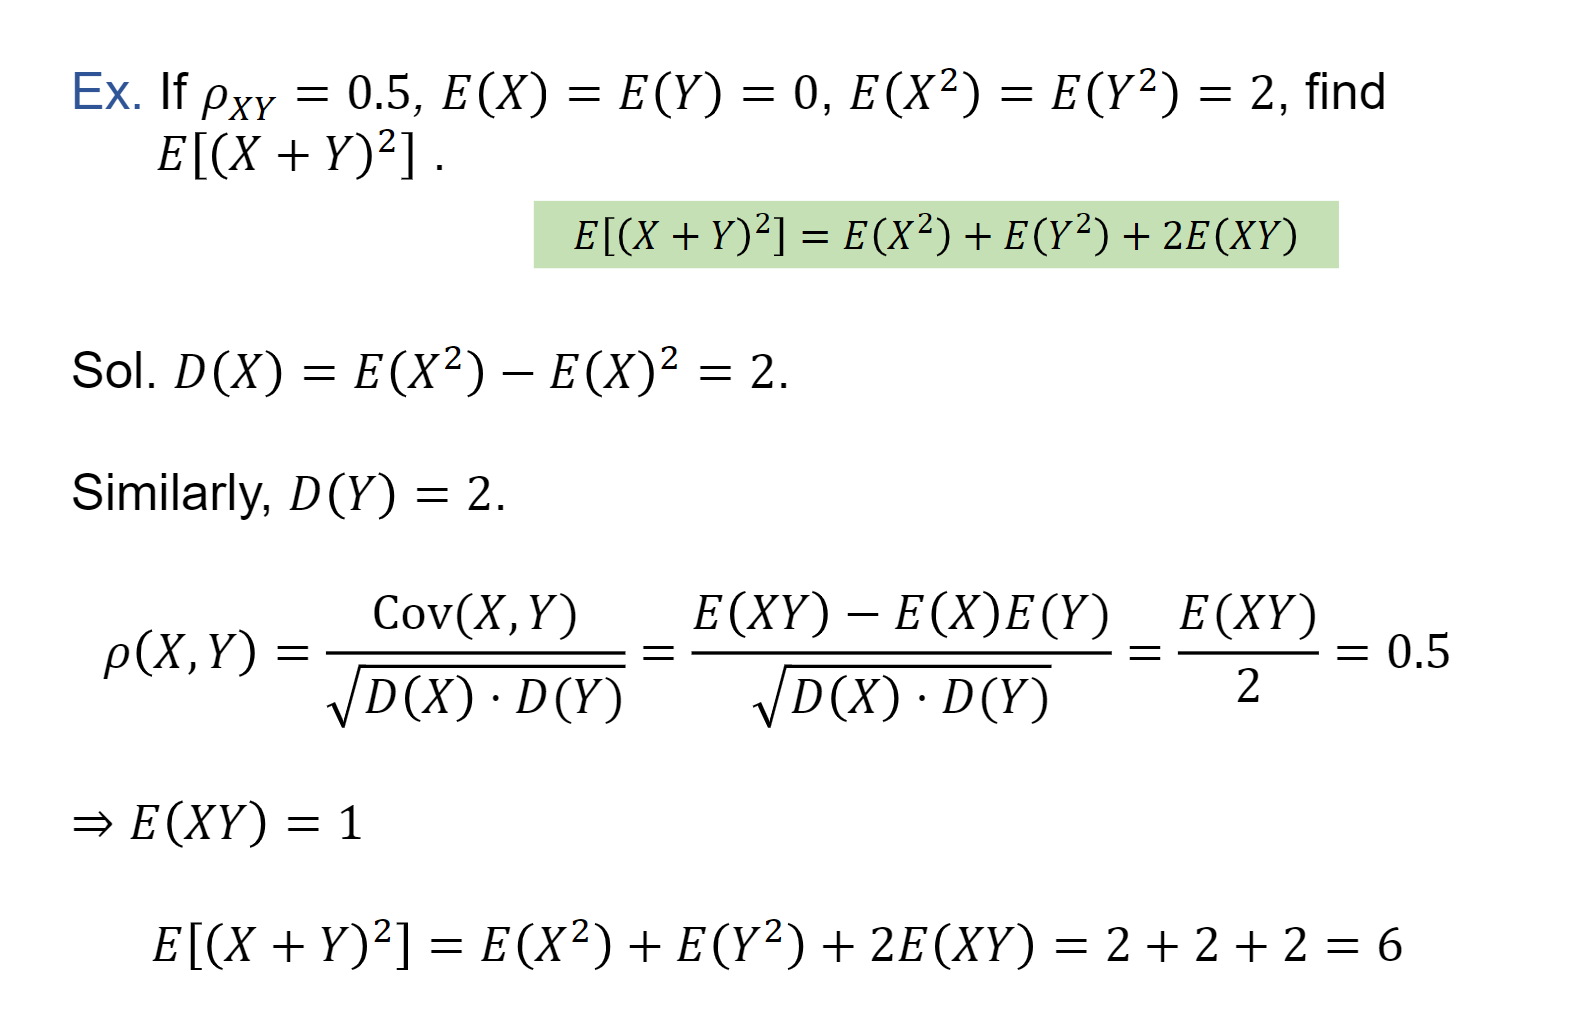 Ex. If ρ_XY = 0.5, E(X) = E(Y) = 0, E(X²) = E(Y²) = 2, find
E[(X + Y)²] .
E[(X + Y)²] = E(X²) + E(Y²) + 2E(XY)
Sol. D(X) = E(X²) − E(X)² = 2.
Similarly, D(Y) = 2.
ρ(X, Y) = Cov(X, Y) / √(D(X) · D(Y)) = (E(XY) − E(X)E(Y)) / √(D(X) · D(Y)) = E(XY) / 2 = 0.5
⇒ E(XY) = 1
E[(X + Y)²] = E(X²) + E(Y²) + 2E(XY) = 2 + 2 + 2 = 6